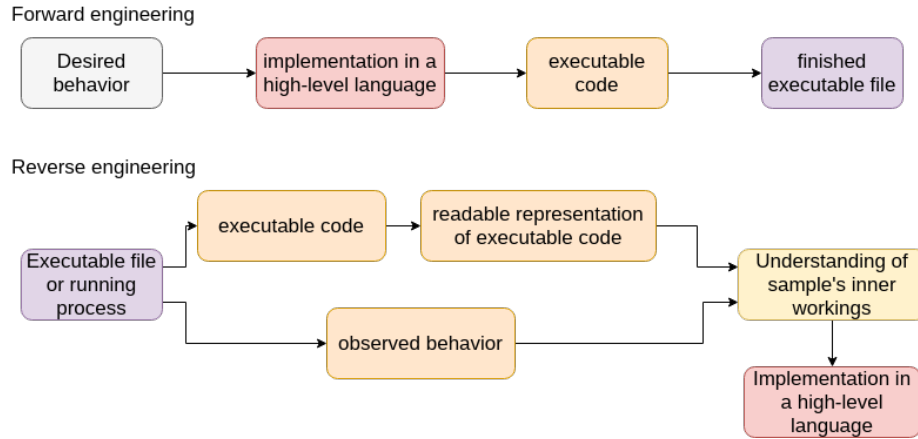 Forward engineering
Desired
behavior
implementation in a
high-level language
executable
code
finished
executable file
Reverse engineering
executable code
readable representation
of executable code
Executable file
or running
process
Understanding of
sample's inner
workings
observed behavior
Implementation in
a high-level
language